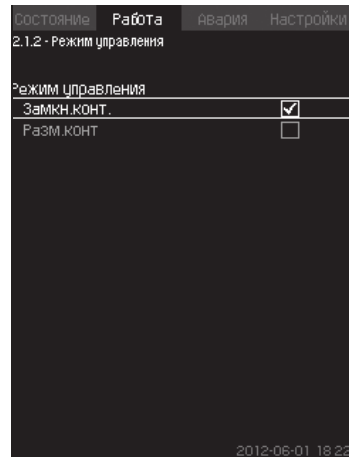 Состояние Работа Авария Настройки
2.1.2 - Режим управления
Режим управления
Замкн.конт.
Разм.конт
2012-06-01 18:22